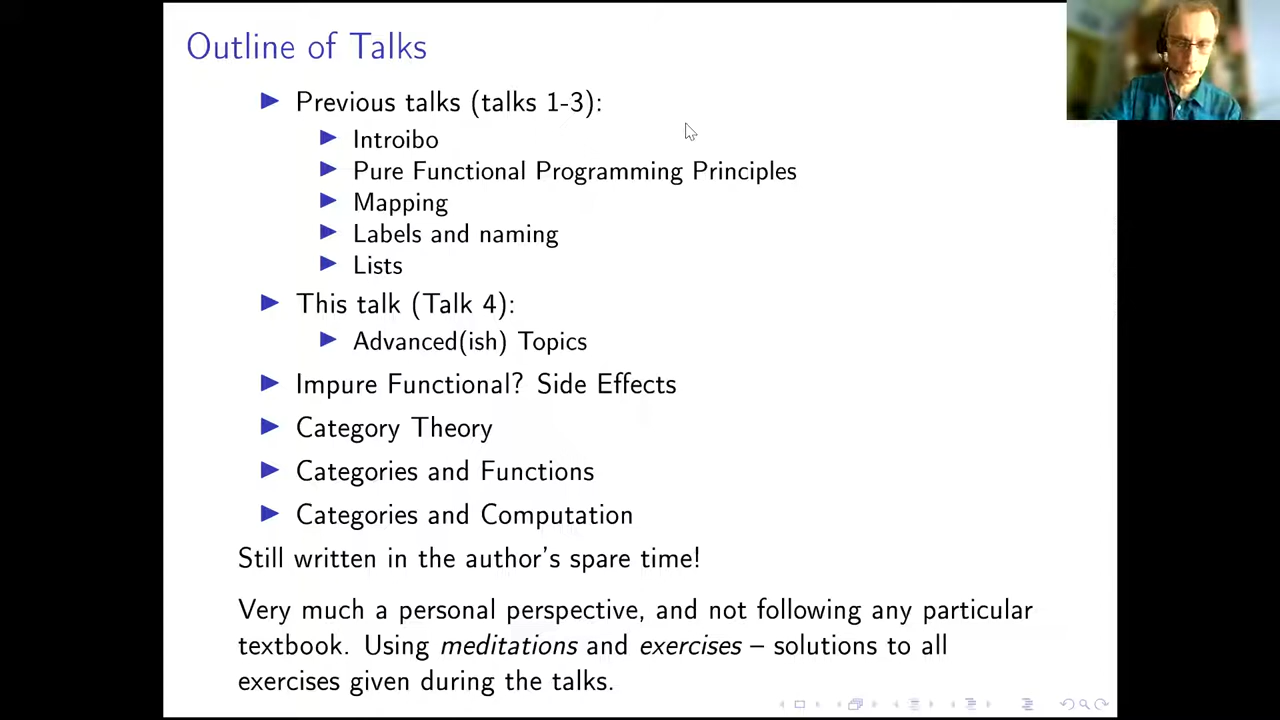 Outline of Talks
Previous talks (talks 1-3):
Introibo
Pure Functional Programming Principles
Mapping
Labels and naming
Lists
This talk (Talk 4):
Advanced(ish) Topics
Impure Functional? Side Effects
Category Theory
Categories and Functions
Categories and Computation
Still written in the author's spare time!
Very much a personal perspective, and not following any particular
textbook. Using meditations and exercises – solutions to all
exercises given during the talks.